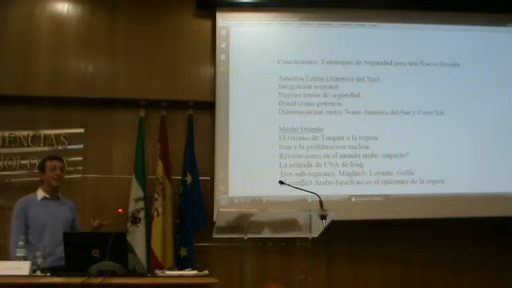 Conclusiones: Estrategias de Seguridad para una Nueva Década
América Latina (América del Sur)
Integración regional.
Nuevos temas de seguridad.
Brasil como potencia.
Diferenciación entre Norte América del Sur y Cono Sur
Medio Oriente
El retorno de Turquía a la región
Irán y la proliferación nuclear.
Revoluciones en el mundo árabe: impacto?
La retirada de USA de Iraq.
Tres sub-regiones: Maghreb, Levante, Golfo
conflicto Árabe-Israelí no es el epicentro de la región
CIENCIAS